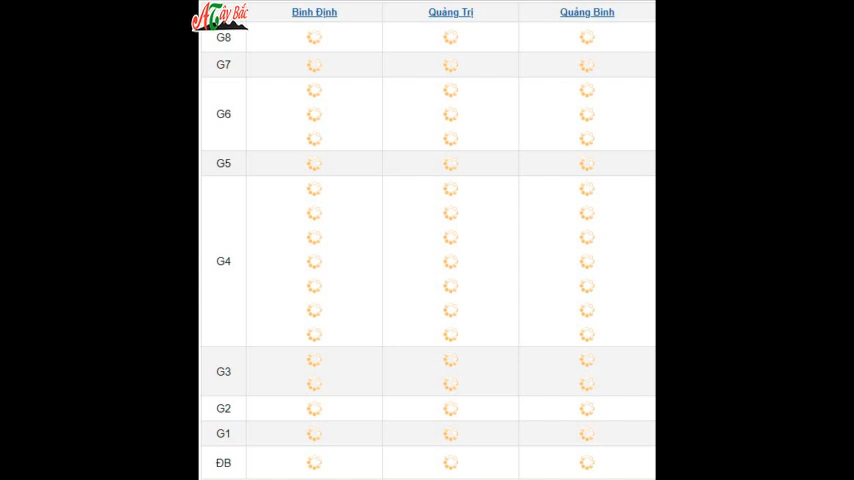 A Tây Bắc
Bình Định Quảng Trị Quảng Bình
G8
G7
G6
G5
G4
G3
G2
G1
ĐB